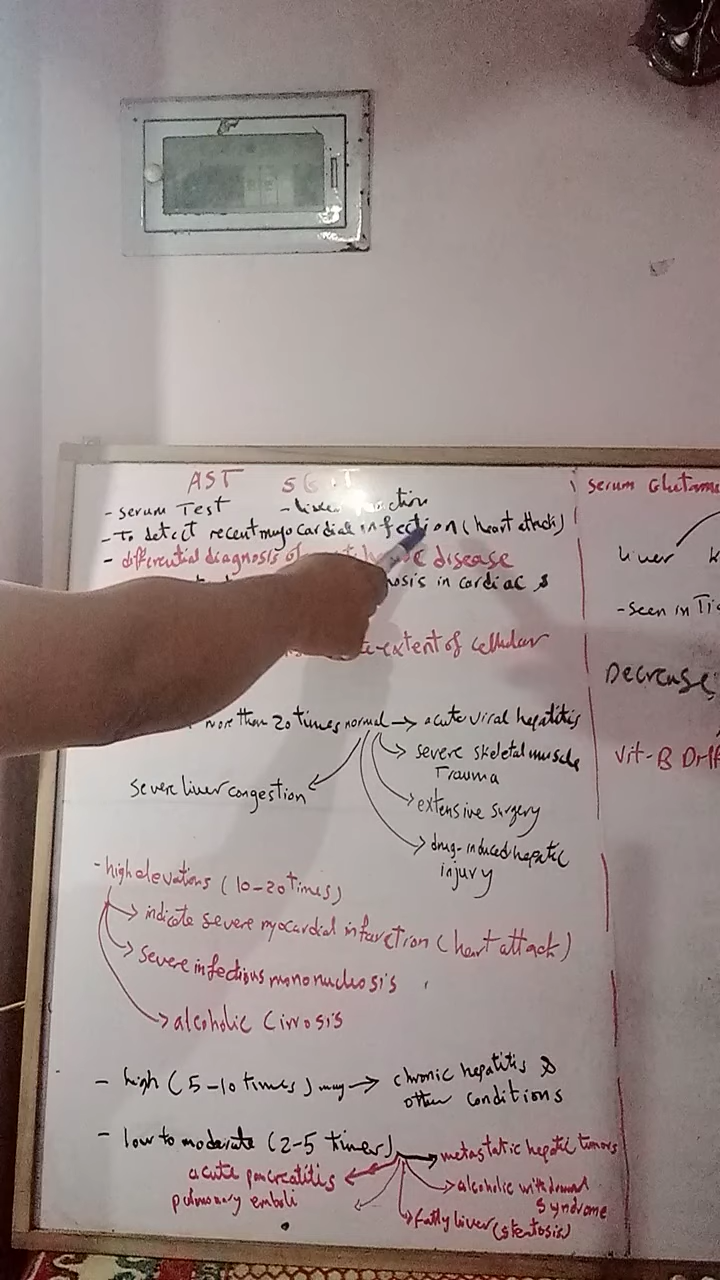 AST
- Serum Test
- To detect recent myocardial infection (heart attack)
- differential diagnosis of disease
in cardiac &
extent of cellular
more than 20 times normal → acute viral hepatitis
severe skeletal muscle
Trauma
severe liver congestion
extensive surgery
drug-induced hepatic
injury
- high elevations (10-20 times)
indicate severe myocardial infarction (heart attack)
severe infectious mononucleosis
alcoholic Cirrosis
- high (5-10 times) may → chronic hepatitis &
other conditions
- low to moderate (2-5 times)
metastatic hepatic tumors
acute pancreatitis
pulmonary emboli
alcoholic withdrawal
syndrome
fatty liver (steatosis)
Serum Glutam
liver
- seen in
Decrease
Vit-B